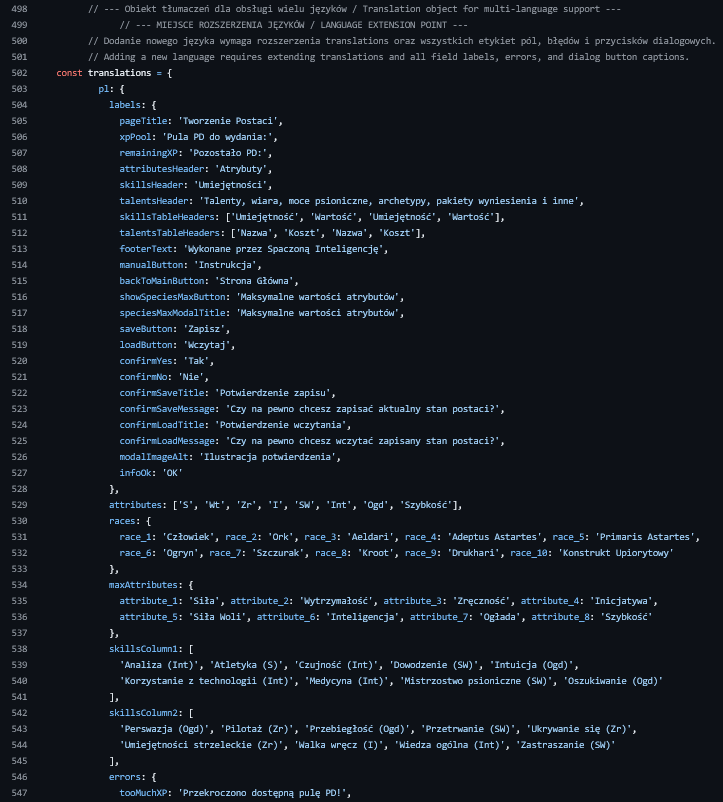 498 // --- Obiekt tłumaczeń dla obsługi wielu języków / Translation object for multi-language support ---
499 // --- MIEJSCE ROZSZERZENIA JĘZYKÓW / LANGUAGE EXTENSION POINT ---
500 // Dodanie nowego języka wymaga rozszerzenia translations oraz wszystkich etykiet pól, błędów i przycisków dialogowych.
501 // Adding a new language requires extending translations and all field labels, errors, and dialog button captions.
502 const translations = {
503 pl: {
504 labels: {
505 pageTitle: 'Tworzenie Postaci',
506 xpPool: 'Pula PD do wydania:',
507 remainingXP: 'Pozostało PD:',
508 attributesHeader: 'Atrybuty',
509 skillsHeader: 'Umiejętności',
510 talentsHeader: 'Talenty, wiara, moce psioniczne, archetypy, pakiety wyniesienia i inne',
511 skillsTableHeaders: ['Umiejętność', 'Wartość', 'Umiejętność', 'Wartość'],
512 talentsTableHeaders: ['Nazwa', 'Koszt', 'Nazwa', 'Koszt'],
513 footerText: 'Wykonane przez Spaczoną Inteligencję',
514 manualButton: 'Instrukcja',
515 backToMainButton: 'Strona Główna',
516 showSpeciesMaxButton: 'Maksymalne wartości atrybutów',
517 speciesMaxModalTitle: 'Maksymalne wartości atrybutów',
518 saveButton: 'Zapisz',
519 loadButton: 'Wczytaj',
520 confirmYes: 'Tak',
521 confirmNo: 'Nie',
522 confirmSaveTitle: 'Potwierdzenie zapisu',
523 confirmSaveMessage: 'Czy na pewno chcesz zapisać aktualny stan postaci?',
524 confirmLoadTitle: 'Potwierdzenie wczytania',
525 confirmLoadMessage: 'Czy na pewno chcesz wczytać zapisany stan postaci?',
526 modalImageAlt: 'Ilustracja potwierdzenia',
527 infoOk: 'OK'
528 },
529 attributes: ['S', 'Wt', 'Zr', 'I', 'SW', 'Int', 'Ogd', 'Szybkość'],
530 races: {
531 race_1: 'Człowiek', race_2: 'Ork', race_3: 'Aeldari', race_4: 'Adeptus Astartes', race_5: 'Primaris Astartes',
532 race_6: 'Ogryn', race_7: 'Szczurak', race_8: 'Kroot', race_9: 'Drukhari', race_10: 'Konstrukt Upiorytowy'
533 },
534 maxAttributes: {
535 attribute_1: 'Siła', attribute_2: 'Wytrzymałość', attribute_3: 'Zręczność', attribute_4: 'Inicjatywa',
536 attribute_5: 'Siła Woli', attribute_6: 'Inteligencja', attribute_7: 'Ogłada', attribute_8: 'Szybkość'
537 },
538 skillsColumn1: [
539 'Analiza (Int)', 'Atletyka (S)', 'Czujność (Int)', 'Dowodzenie (SW)', 'Intuicja (Ogd)',
540 'Korzystanie z technologii (Int)', 'Medycyna (Int)', 'Mistrzostwo psioniczne (SW)', 'Oszukiwanie (Ogd)'
541 ],
542 skillsColumn2: [
543 'Perswazja (Ogd)', 'Pilotaż (Zr)', 'Przebiegłość (Ogd)', 'Przetrwanie (SW)', 'Ukrywanie się (Zr)',
544 'Umiejętności strzeleckie (Zr)', 'Walka wręcz (I)', 'Wiedza ogólna (Int)', 'Zastraszanie (SW)'
545 ],
546 errors: {
547 tooMuchXP: 'Przekroczono dostępną pulę PD!',